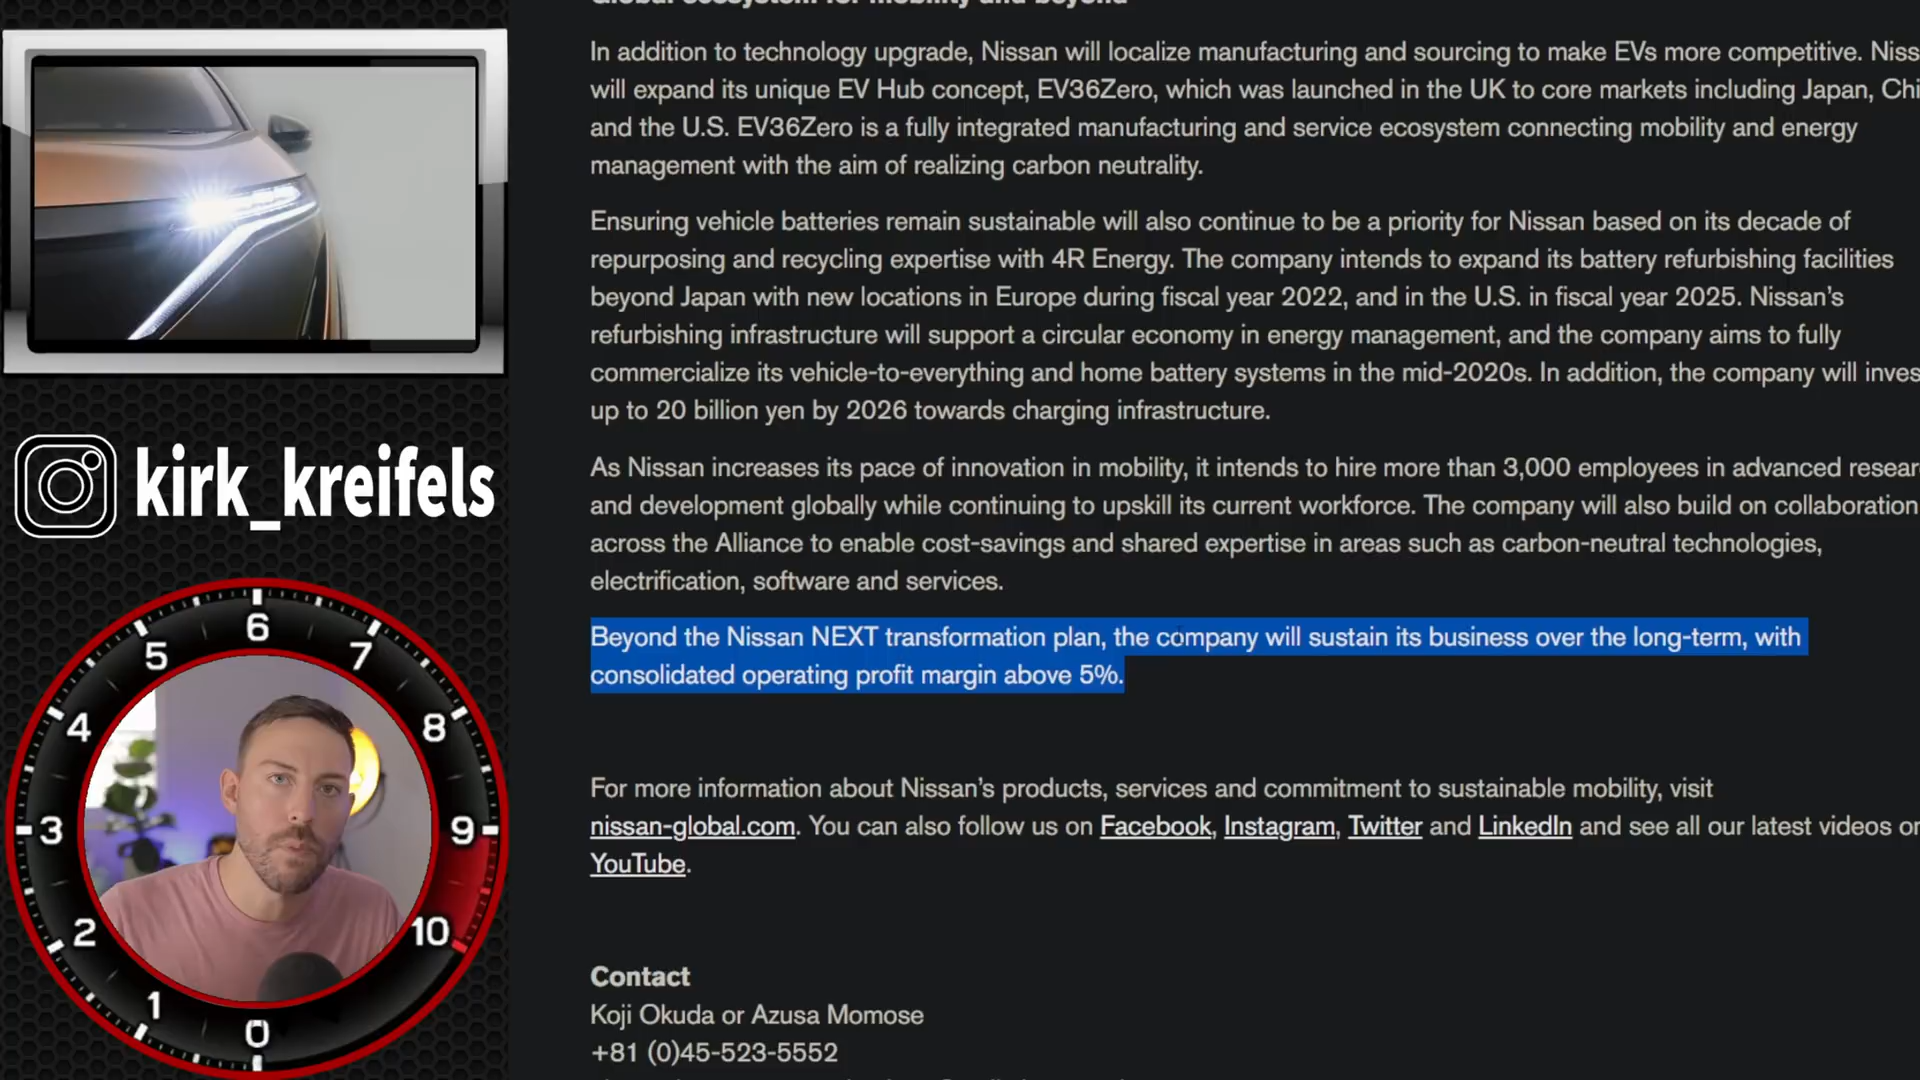 Global ecosystem for mobility and beyond
In addition to technology upgrade, Nissan will localize manufacturing and sourcing to make EVs more competitive. Niss
will expand its unique EV Hub concept, EV36Zero, which was launched in the UK to core markets including Japan, Chi
and the U.S. EV36Zero is a fully integrated manufacturing and service ecosystem connecting mobility and energy
management with the aim of realizing carbon neutrality.
Ensuring vehicle batteries remain sustainable will also continue to be a priority for Nissan based on its decade of
repurposing and recycling expertise with 4R Energy. The company intends to expand its battery refurbishing facilities
beyond Japan with new locations in Europe during fiscal year 2022, and in the U.S. in fiscal year 2025. Nissan’s
refurbishing infrastructure will support a circular economy in energy management, and the company aims to fully
commercialize its vehicle-to-everything and home battery systems in the mid-2020s. In addition, the company will inves
up to 20 billion yen by 2026 towards charging infrastructure.
As Nissan increases its pace of innovation in mobility, it intends to hire more than 3,000 employees in advanced resear
and development globally while continuing to upskill its current workforce. The company will also build on collaboration
across the Alliance to enable cost-savings and shared expertise in areas such as carbon-neutral technologies,
electrification, software and services.
Beyond the Nissan NEXT transformation plan, the company will sustain its business over the long-term, with
consolidated operating profit margin above 5%.
For more information about Nissan’s products, services and commitment to sustainable mobility, visit
nissan-global.com. You can also follow us on Facebook, Instagram, Twitter and LinkedIn and see all our latest videos on
YouTube.
Contact
Koji Okuda or Azusa Momose
+81 (0)45-523-5552
kirk_kreifels
0
1
2
3
4
5
6
7
8
9
10